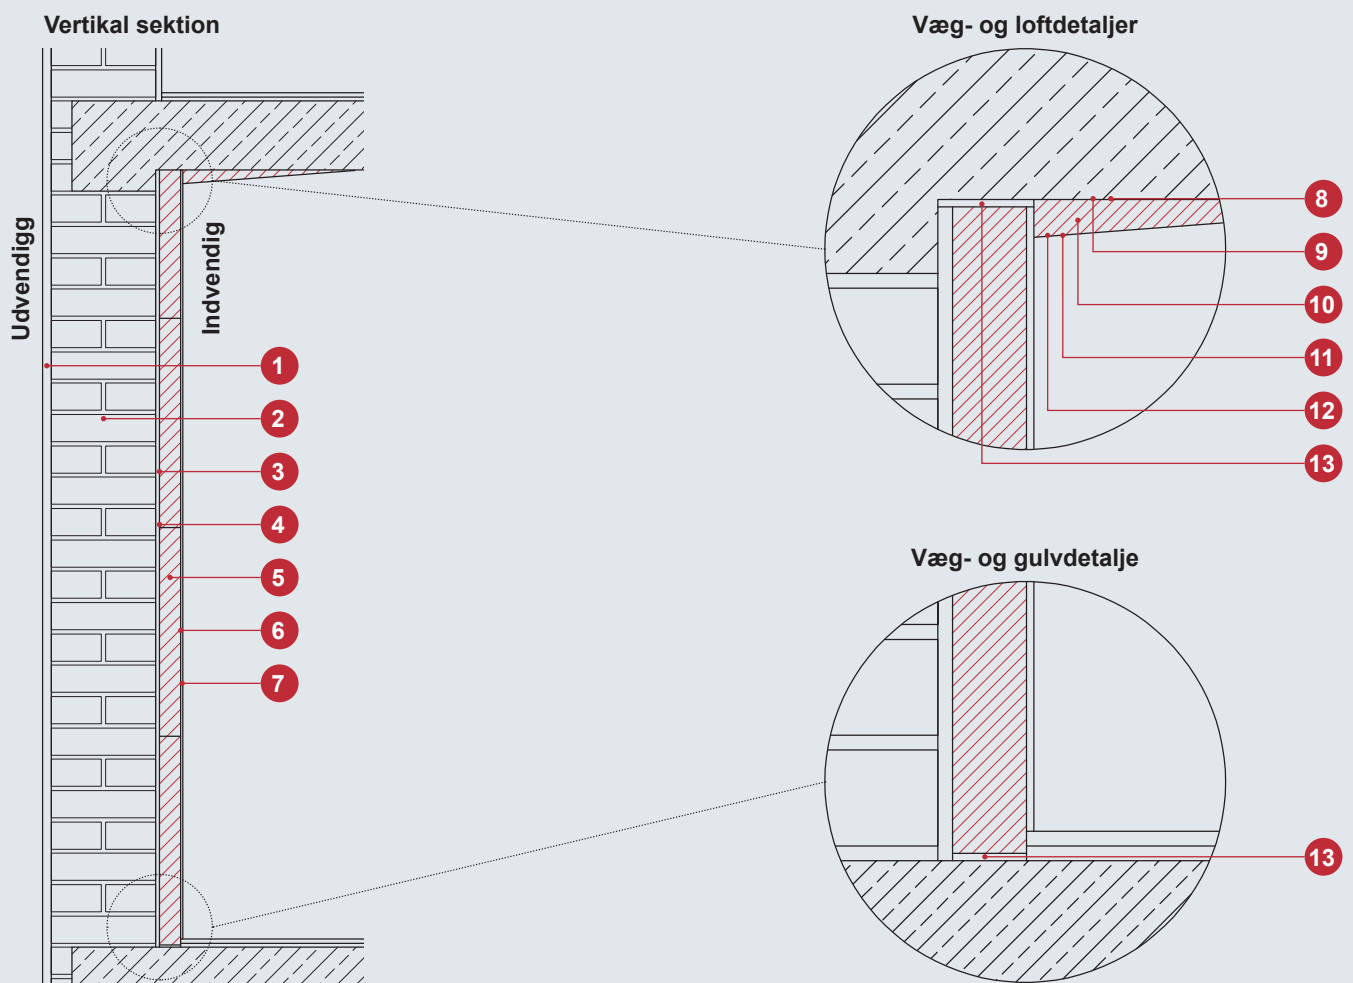 Vertikal sektion
Væg- og loftdetaljer
Udvendigg
Indvendig
1
2
3
4
5
6
7
8
9
10
11
12
13
Væg- og gulvdetalje
13